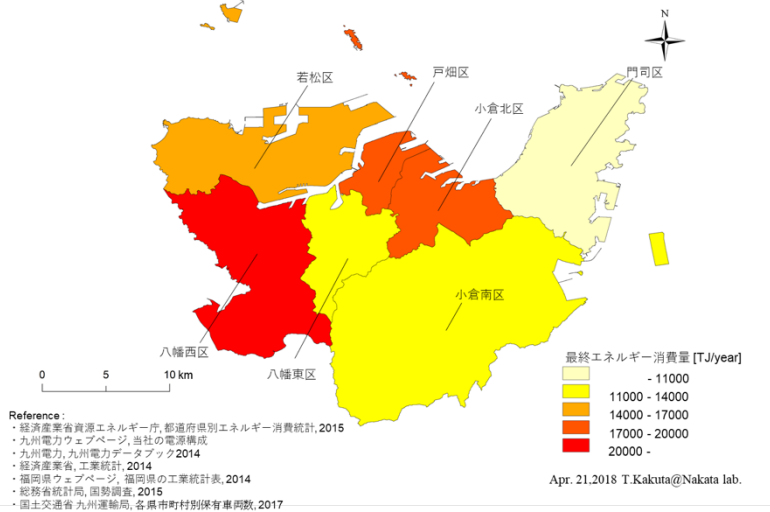 N
若松区
戸畑区
門司区
小倉北区
小倉南区
八幡西区
八幡東区
0 5 10 km
最終エネルギー消費量 [TJ/year]
- 11000
11000 - 14000
14000 - 17000
17000 - 20000
20000 -
Reference :
・経済産業省資源エネルギー庁, 都道府県別エネルギー消費統計, 2015
・九州電力ウェブページ, 当社の電源構成
・九州電力, 九州電力データブック2014
・経済産業省, 工業統計, 2014
・福岡県ウェブページ, 福岡県の工業統計表, 2014
・総務省統計局, 国勢調査, 2015
・国土交通省 九州運輸局, 各県市町村別保有車両数, 2017
Apr. 21,2018 T.Kakuta@Nakata lab.